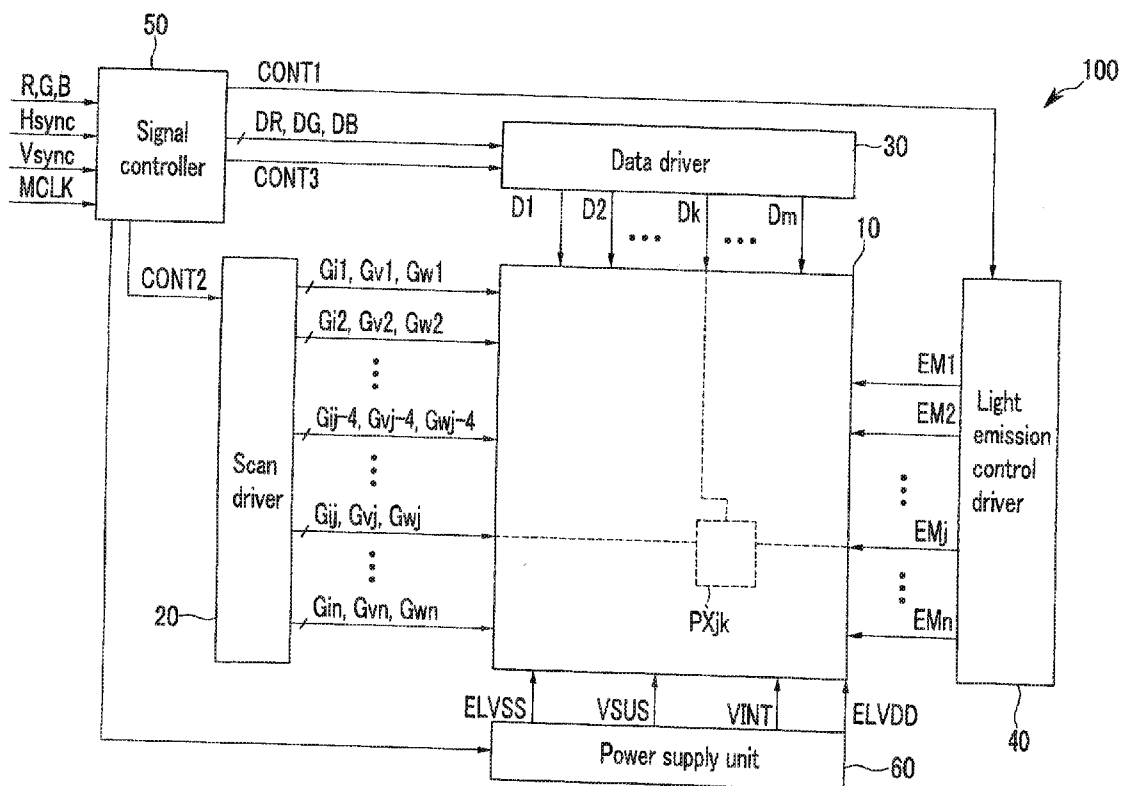 50
100
R,G,B
Hsync
Vsync
MCLK
Signal
controller
CONT1
DR, DG, DB
CONT3
Data driver
30
D1
D2
Dk
Dm
10
CONT2
Gi1, Gv1, Gw1
Gi2, Gv2, Gw2
Gij-4, Gvj-4, Gwj-4
Gij, Gvj, Gwj
Gin, Gvn, Gwn
Scan
driver
20
PXjk
EM1
EM2
EMj
EMn
Light
emission
control
driver
40
ELVSS
VSUS
VINT
ELVDD
Power supply unit
60